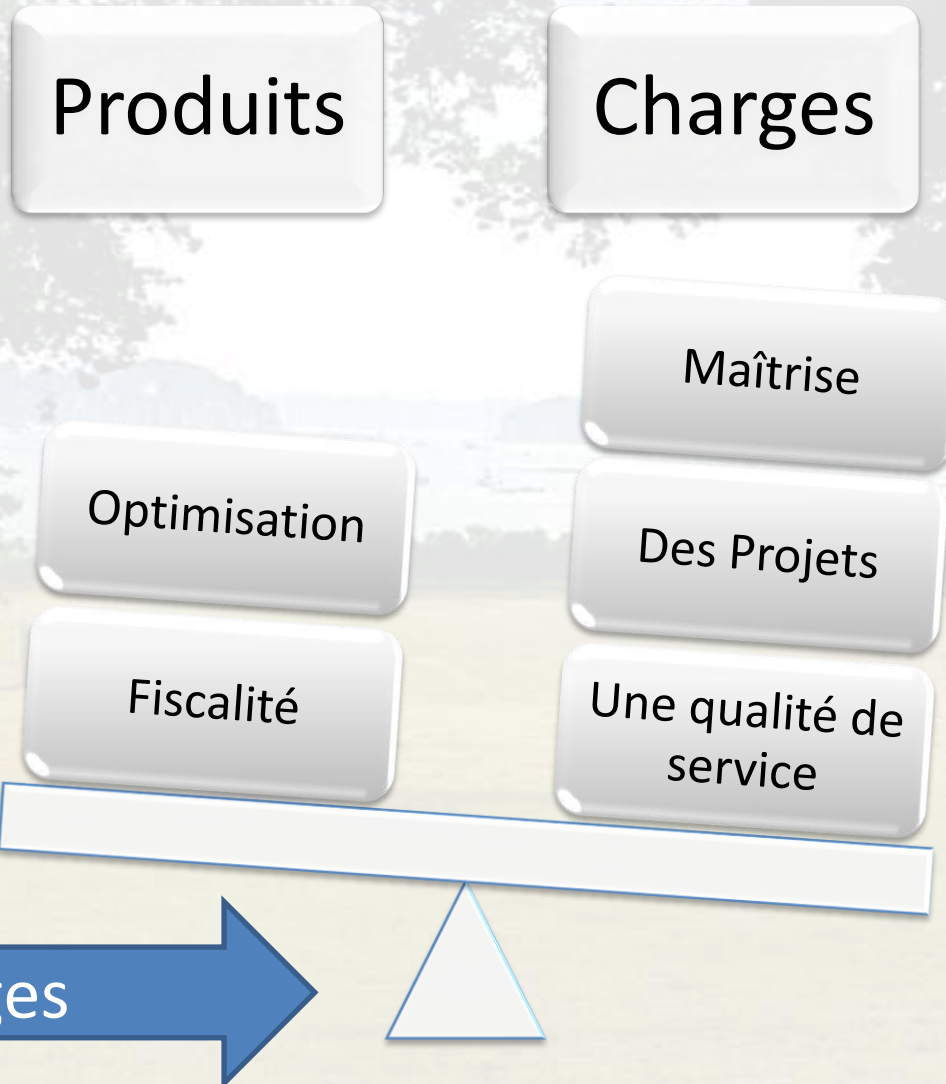 Produits
Charges
Maîtrise
Optimisation
Des Projets
Fiscalité
Une qualité de
service